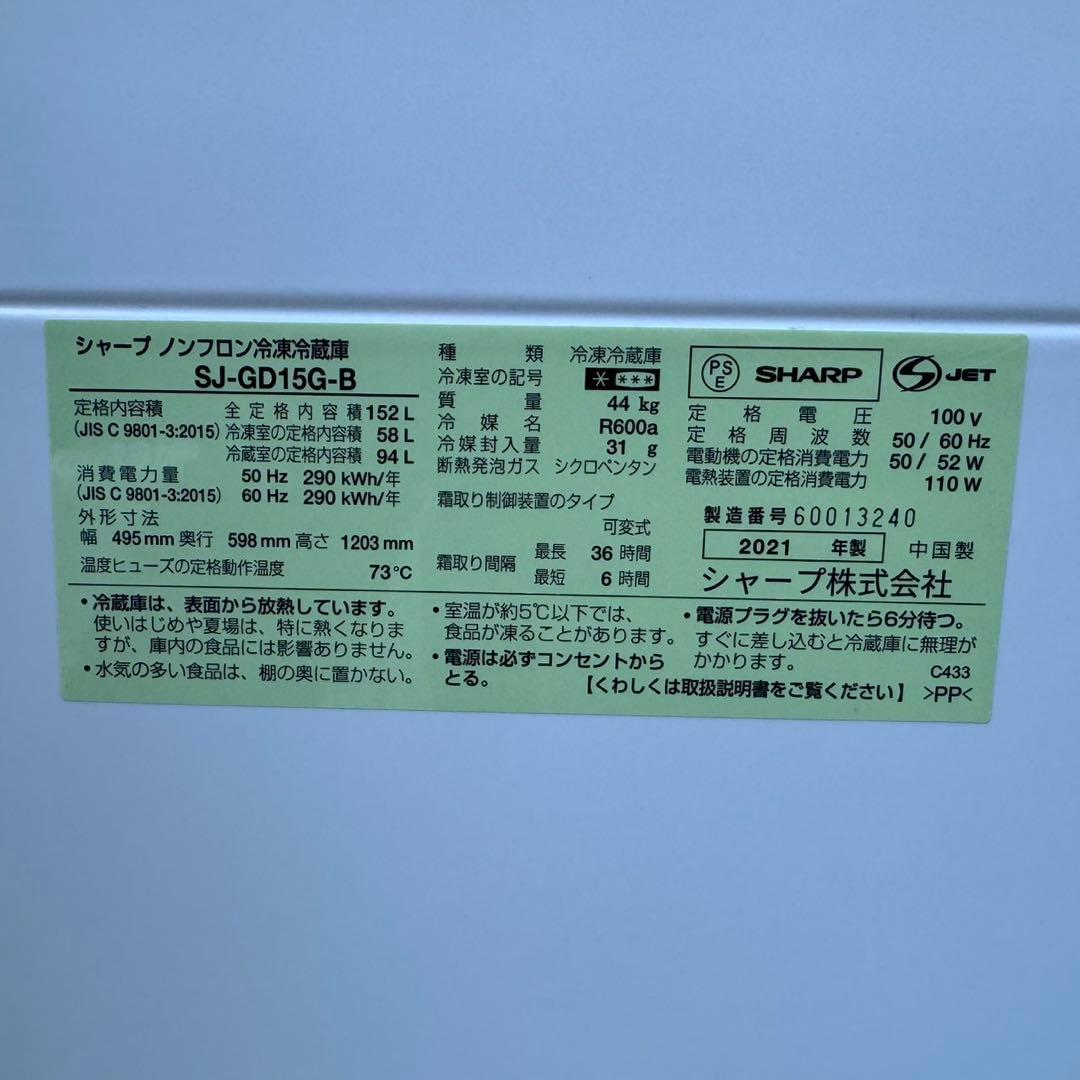 シャープ ノンフロン冷凍冷蔵庫
SJ-GD15G-B
定格内容積 全定格内容積 152 L
(JIS C 9801-3:2015) 冷凍室の定格内容積 58 L
冷蔵室の定格内容積 94 L
消費電力量 50 Hz 290 kWh/年
(JIS C 9801-3:2015) 60 Hz 290 kWh/年
外形寸法
幅 495 mm 奥行 598 mm 高さ 1203 mm
温度ヒューズの定格動作温度 73℃
種類 冷凍冷蔵庫
冷凍室の記号 * ***
質量 44 kg
冷媒名 R600a
冷媒封入量 31 g
断熱発泡ガス シクロペンタン
霜取り制御装置のタイプ
可変式
霜取り間隔 最長 36 時間
最短 6 時間
PSE SHARP JET
定格電圧 100 V
定格周波数 50 / 60 Hz
電動機の定格消費電力 50 / 52 W
電熱装置の定格消費電力 110 W
製造番号 60013240
2021 年製 中国製
シャープ株式会社
・冷蔵庫は、表面から放熱しています。
使いはじめや夏場は、特に熱くなりま
すが、庫内の食品には影響ありません。
・水気の多い食品は、棚の奥に置かない。
・室温が約5℃以下では、
食品が凍ることがあります。
・電源は必ずコンセントから
とる。
・電源プラグを抜いたら6分待つ。
すぐに差し込むと冷蔵庫に無理が
かかります。
C433
【くわしくは取扱説明書をご覧ください】 >PP<